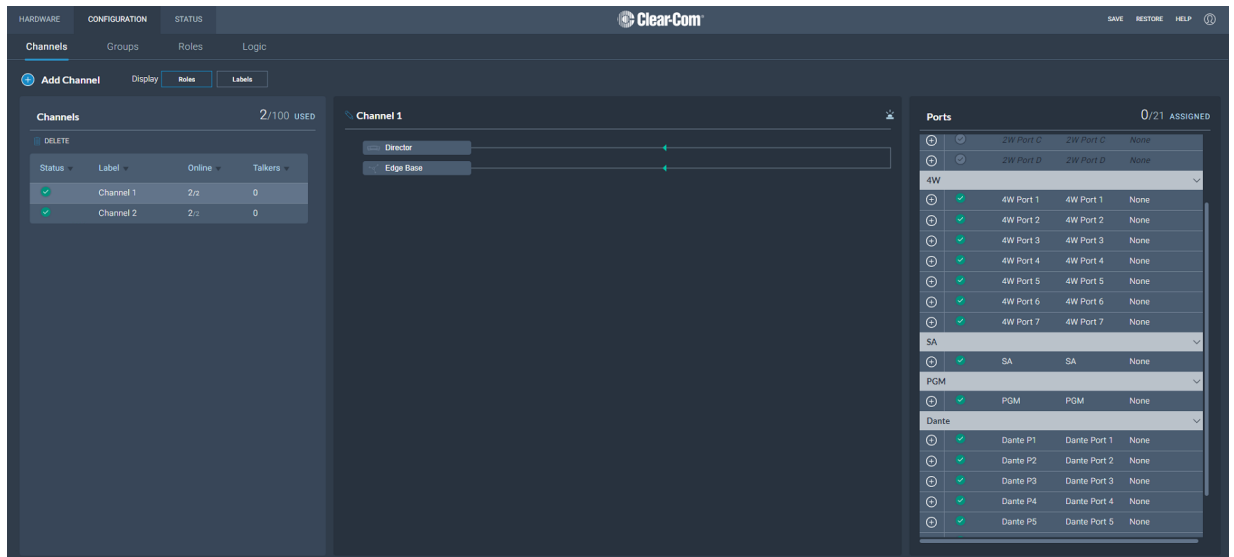 HARDWARE CONFIGURATION STATUS Clear-Com SAVE RESTORE HELP
Channels Groups Roles Logic
Add Channel Display Roles Labels
Channels 2/100 USED
DELETE
Status Label Online Talkers
Channel 1 2/2 0
Channel 2 2/2 0
Channel 1
Director
Edge Base
Ports 0/21 ASSIGNED
2W Port C 2W Port C None
2W Port D 2W Port D None
4W
4W Port 1 4W Port 1 None
4W Port 2 4W Port 2 None
4W Port 3 4W Port 3 None
4W Port 4 4W Port 4 None
4W Port 5 4W Port 5 None
4W Port 6 4W Port 6 None
4W Port 7 4W Port 7 None
SA
SA SA None
PGM
PGM PGM None
Dante
Dante P1 Dante Port 1 None
Dante P2 Dante Port 2 None
Dante P3 Dante Port 3 None
Dante P4 Dante Port 4 None
Dante P5 Dante Port 5 None